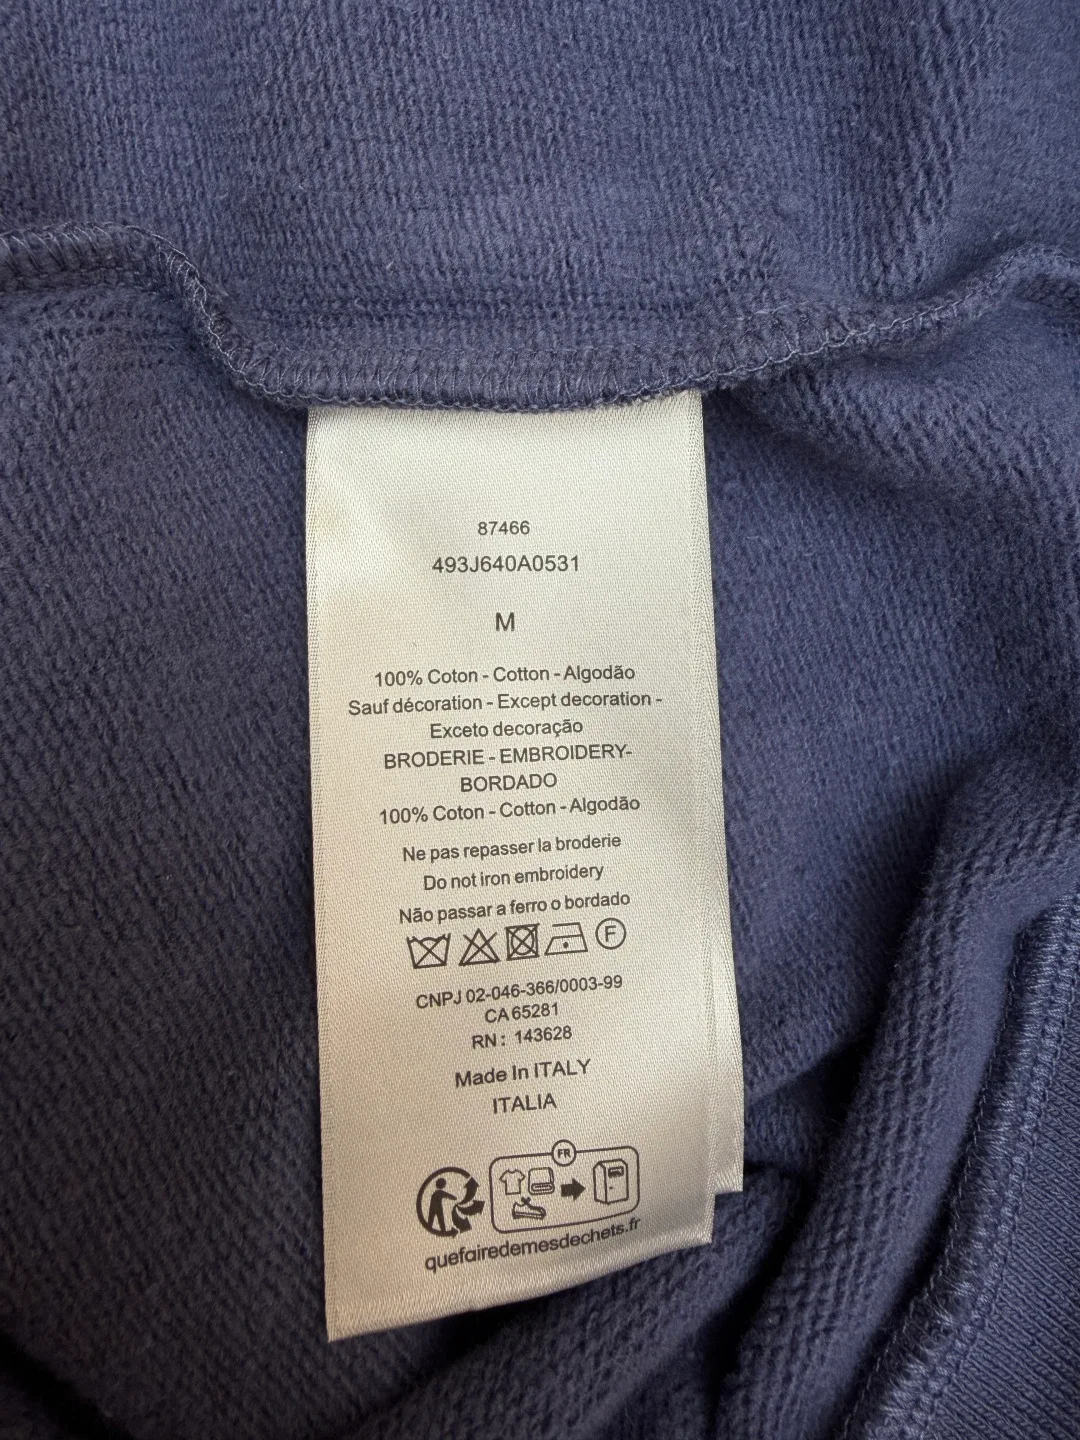 87466
493J640A0531
M
100% Coton - Cotton - Algodão
Sauf décoration - Except decoration -
Exceto decoração
BRODERIE - EMBROIDERY-
BORDADO
100% Coton - Cotton - Algodão
Ne pas repasser la broderie
Do not iron embroidery
Não passar a ferro o bordado
F
CNPJ 02-046-366/0003-99
CA 65281
RN : 143628
Made In ITALY
ITALIA
FR
quefairedemesdechets.fr